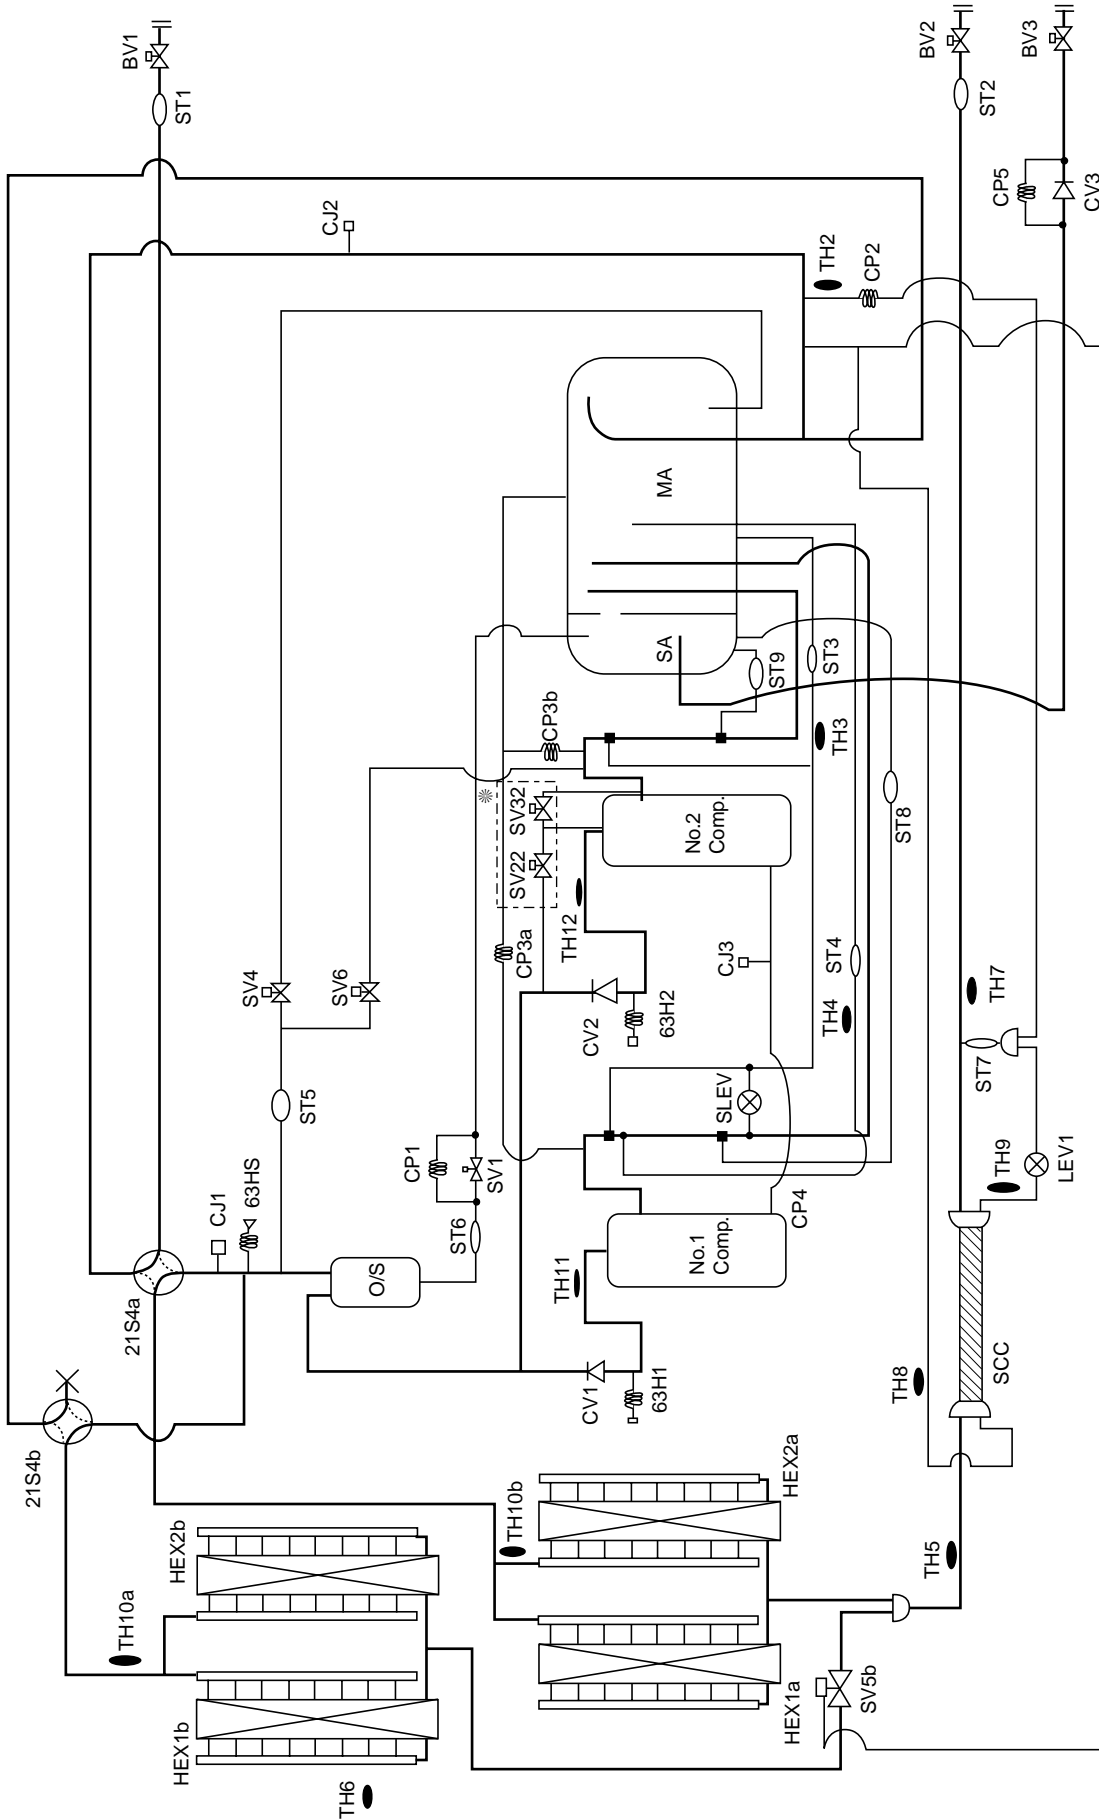 BV1
ST1
BV2
ST2
BV3
CP5
CV3
CJ2
TH2
CP2
MA
SA
ST9
ST3
TH3
ST8
CP3b
SV32
SV22
No.2
Comp.
TH12
CP3a
CV2
63H2
CJ3
ST4
TH4
TH7
ST7
SLEV
TH9
LEV1
SV4
SV6
ST5
CP1
SV1
ST6
CJ1
63HS
21S4a
O/S
No.1
Comp.
CP4
TH11
CV1
63H1
TH8
SCC
21S4b
HEX2b
TH10a
HEX1b
TH6
TH10b
HEX2a
HEX1a
SV5b
TH5